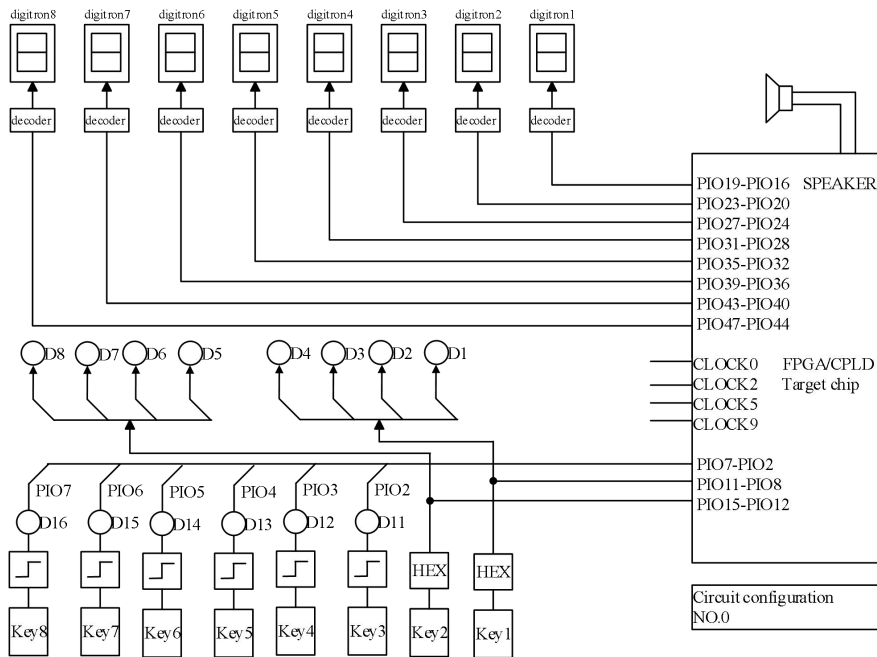 digitron8 digitron7 digitron6 digitron5 digitron4 digitron3 digitron2 digitron1
decoder decoder decoder decoder decoder decoder decoder decoder
PIO19-PIO16 SPEAKER
PIO23-PIO20
PIO27-PIO24
PIO31-PIO28
PIO35-PIO32
PIO39-PIO36
PIO43-PIO40
PIO47-PIO44
D8 D7 D6 D5 D4 D3 D2 D1
CLOCK0 FPGA/CPLD
CLOCK2 Target chip
CLOCK5
CLOCK9
PIO7-PIO2
PIO11-PIO8
PIO15-PIO12
PIO7 PIO6 PIO5 PIO4 PIO3 PIO2
D16 D15 D14 D13 D12 D11
HEX HEX
Key8 Key7 Key6 Key5 Key4 Key3 Key2 Key1
Circuit configuration
NO.0